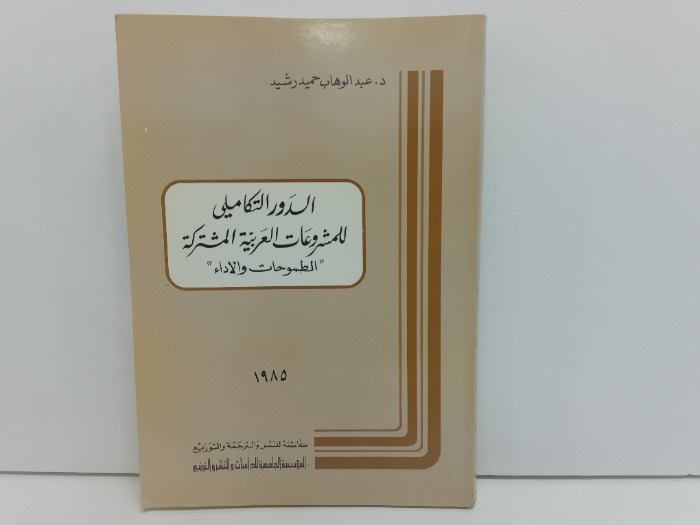 د. عبد الوهاب حميد رشيد
الدور التكاملي
للمشروعات العربية المشتركة
"الطموحات والاداء"
١٩٨٥
كاظمة للنشر والترجمة والتوزيع
المؤسسة الجامعية للدراسات والنشر والتوزيع